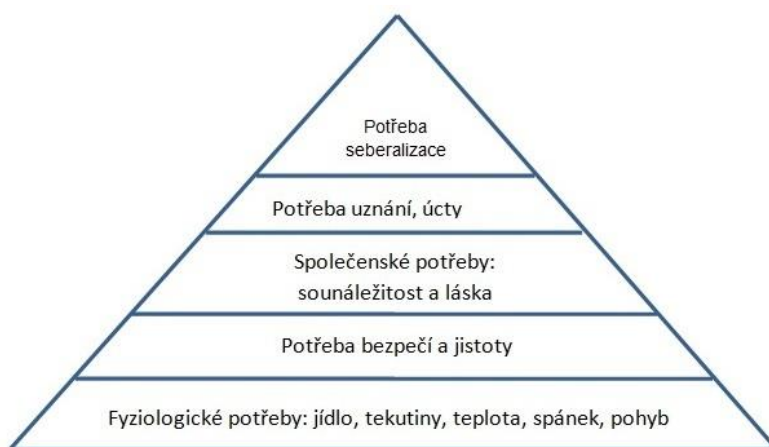 Potřeba
seberalizace
Potřeba uznání, úcty
Společenské potřeby:
sounáležitost a láska
Potřeba bezpečí a jistoty
Fyziologické potřeby: jídlo, tekutiny, teplota, spánek, pohyb